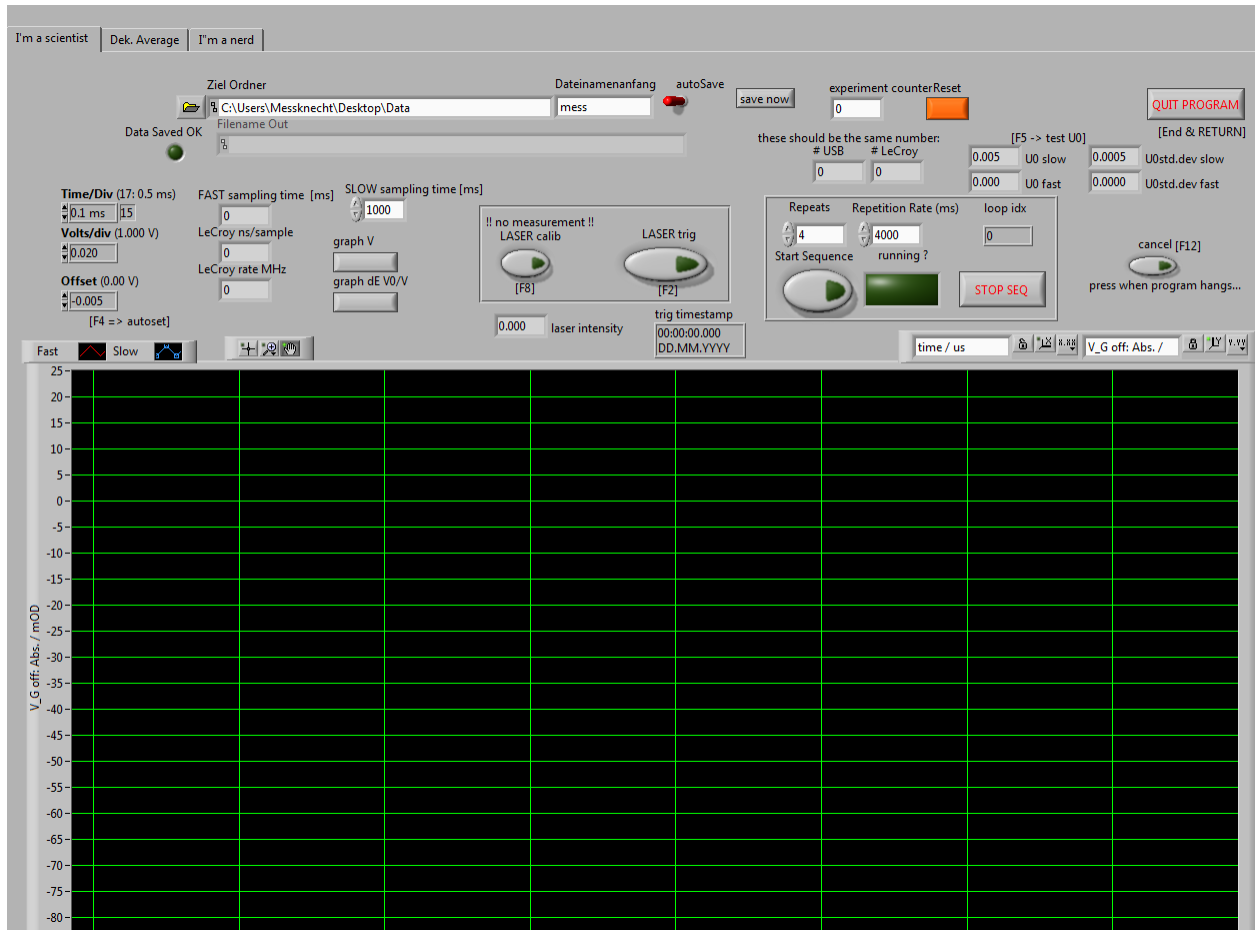 I'm a scientist
Dek. Average
I"m a nerd
Ziel Ordner
Dateinamenanfang
autoSave
C:\Users\Messknecht\Desktop\Data
mess
save now
experiment counter
Reset
0
QUIT PROGRAM
[End & RETURN]
Data Saved OK
Filename Out
these should be the same number:
# USB
# LeCroy
0
0
[F5 -> test U0]
0.005
U0 slow
0.0005
U0std.dev slow
0.000
U0 fast
0.0000
U0std.dev fast
Time/Div (17: 0.5 ms)
0.1 ms
15
Volts/div (1.000 V)
0.020
Offset (0.00 V)
-0.005
[F4 => autoset]
FAST sampling time [ms]
0
LeCroy ns/sample
0
LeCroy rate MHz
0
SLOW sampling time [ms]
1000
graph V
graph dE V0/V
!! no measurement !!
LASER calib
[F8]
LASER trig
[F2]
0.000
laser intensity
trig timestamp
00:00:00.000
DD.MM.YYYY
Repeats
4
Repetition Rate (ms)
4000
loop idx
0
Start Sequence
running ?
STOP SEQ
cancel [F12]
press when program hangs...
Fast
Slow
time / us
X.XX
V_G off: Abs. /
Y.YY
25
20
15
10
5
0
-5
-10
-15
-20
-25
-30
-35
-40
-45
-50
-55
-60
-65
-70
-75
-80
V_G off: Abs. / mOD